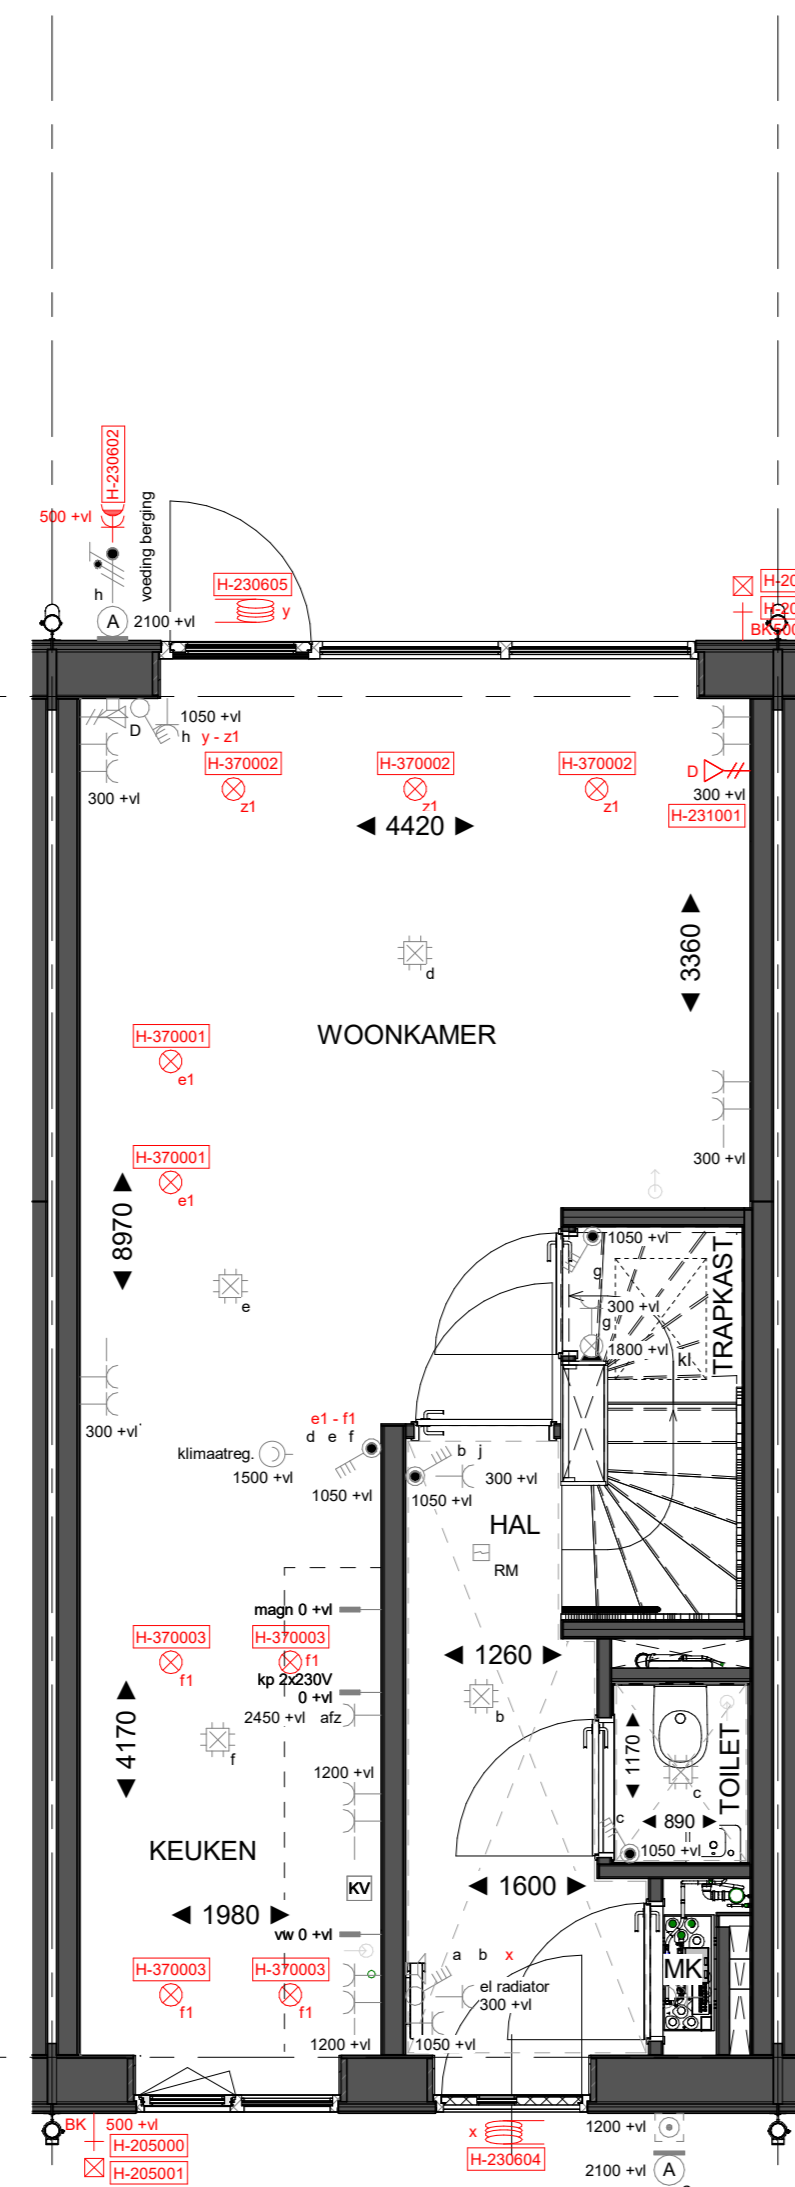 H-230602
500 +vl
voeding berging
h
A
2100 +vl
H-230605
y
H-20
H-20
BK500
D
1050 +vl
h y - z1
300 +vl
H-370002
z1
H-370002
z1
H-370002
z1
D
300 +vl
H-231001
4420
3360
d
WOONKAMER
H-370001
e1
300 +vl
H-370001
e1
8970
e
1050 +vl
g
300 +vl
g
1800 +vl
kl
TRAPKAST
300 +vl
e1 - f1
d e f
klimaatreg.
1500 +vl
1050 +vl
b j
300 +vl
1050 +vl
HAL
RM
magn 0 +vl
H-370003
f1
H-370003
f1
kp 2x230V
0 +vl
2450 +vl afz
1260
b
4170
f
1200 +vl
1170
TOILET
c
c
890
1050 +vl
KEUKEN
KV
1980
vw 0 +vl
1600
a b x
H-370003
f1
H-370003
f1
el radiator
300 +vl
MK
1200 +vl
1050 +vl
BK 500 +vl
H-205000
H-205001
x
H-230604
1200 +vl
2100 +vl
A